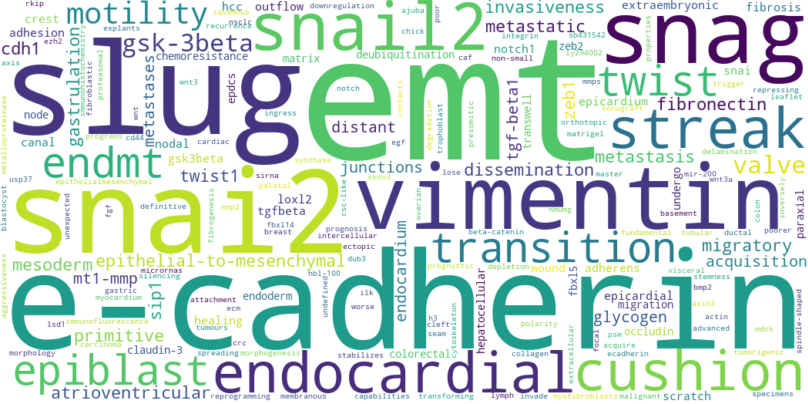 rkip
motility
hcc
outflow
downregulation
ajuba
poor
invasiveness
extraembryonic
fibrosis
squamous
nsclc
recurrence
snail2
integrin
sb431542
snag
crest
adhesion
ezh2
explants
gsk-3beta
chick
metastatic
zeb2
ly294002
properties
cdh1
chemoresistance
matrix
deubiquitination
caf
non-small
mmps
snai
trigger
axis
slug
emt
twist
notch1
repressing
leaflet
gastrulation
immunohistochemistry
fibroblastic
proteasomal
metastases
wnt3
epdcs
notch
ingress
zeb1
epicardium
xenograft
metalloproteinase
node
wnt
programs
cd44
distant
tgf-beta1
transwell
contacts
degradation
trophoblast
presomitic
fibronectin
orthotopic
matrigel
streak
canal
nodal
cardiac
egf
delamination
endmt
gsk3beta
sirna
synthase
junctions
metastasis
master
mir-200
valve
usp37
epithelialmesenchymal
twist1
palatal
loxl2
skov3
lose
dissemination
undergo
wnt3a
inversely
paraxial
blastocyst
unexpected
snai2
tgf
definitive
mmp2
fibrogenesis
tgfbeta
csc-like
vimentin
fbxl14
breast
prognosis
intercellular
ovarian
nmumg
basement
colon
ductal
poorer
ectopic
beta-catenin
fundamental
tubular
mesoderm
epithelial-to-mesenchymal
endocardium
transition
migratory
acquisition
mt1-mmp
silencing
micrornas
dub3
prognostic
depletion
wound
adherens
fbxl5
visceral
stemness
aggressiveness
gastric
myocardium
sip1
endoderm
hbl-100
undefined
hepatocellular
epicardial
migration
bmp2
axin2
e-cadherin
lsd1
immunofluorescence
healing
attachment
ilk
h3
cleft
seam
cytoskeleton
polarity
glycogen
actin
advanced
mdck
spindle-shaped
primitive
carcinoma
tumours
worse
extracellular
focal
psm
acquire
occludin
morphology
claudin-3
spreading
crc
morphogenesis
stabilizes
colorectal
collagen
ecm
ecadherin
tumorigenic
epiblast
endocardial
cushion
atrioventricular
reprogramming
membranous
capabilities
transforming
lymph
invade
myofibroblasts
malignant
scratch
specimens